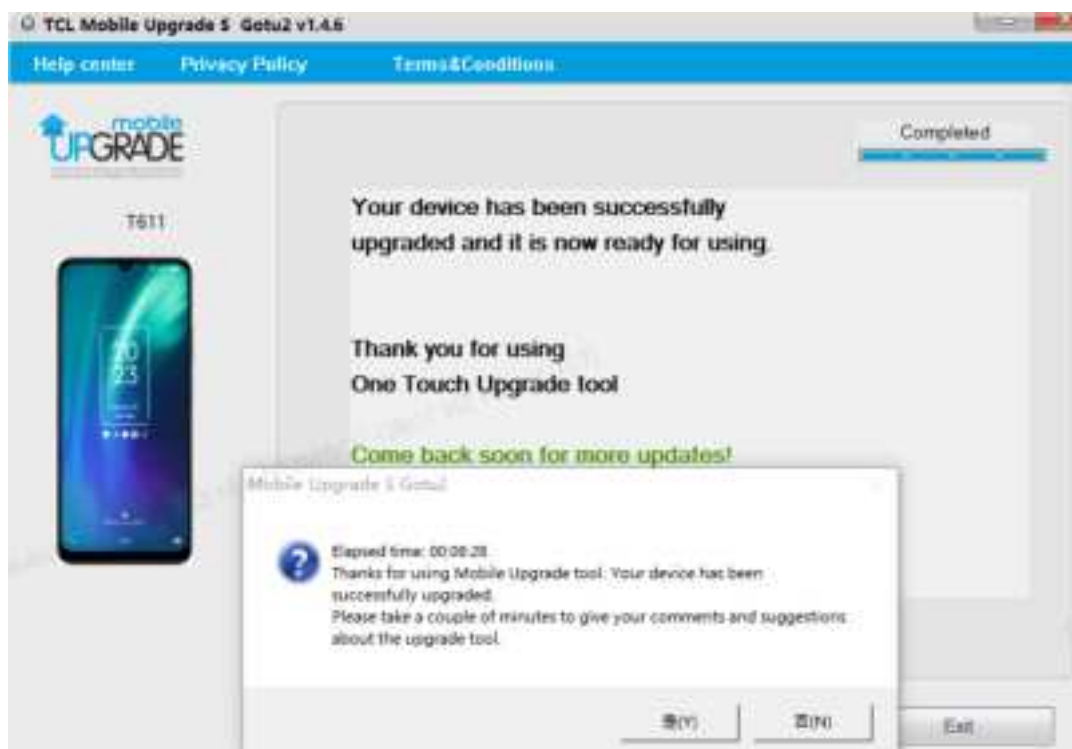 TCL Mobile Upgrade S Gotu2 v1.4.6
Help center Privacy Policy Terms&Conditions
mobile
UPGRADE
Completed
T611
Your device has been successfully
upgraded and it is now ready for using.
Thank you for using
One Touch Upgrade tool
Come back soon for more updates!
Mobile Upgrade S Gotu2
Elapsed time: 00:08:28
Thanks for using Mobile Upgrade tool. Your device has been
successfully upgraded.
Please take a couple of minutes to give your comments and suggestions
about the upgrade tool.
是(Y) 否(N) Exit